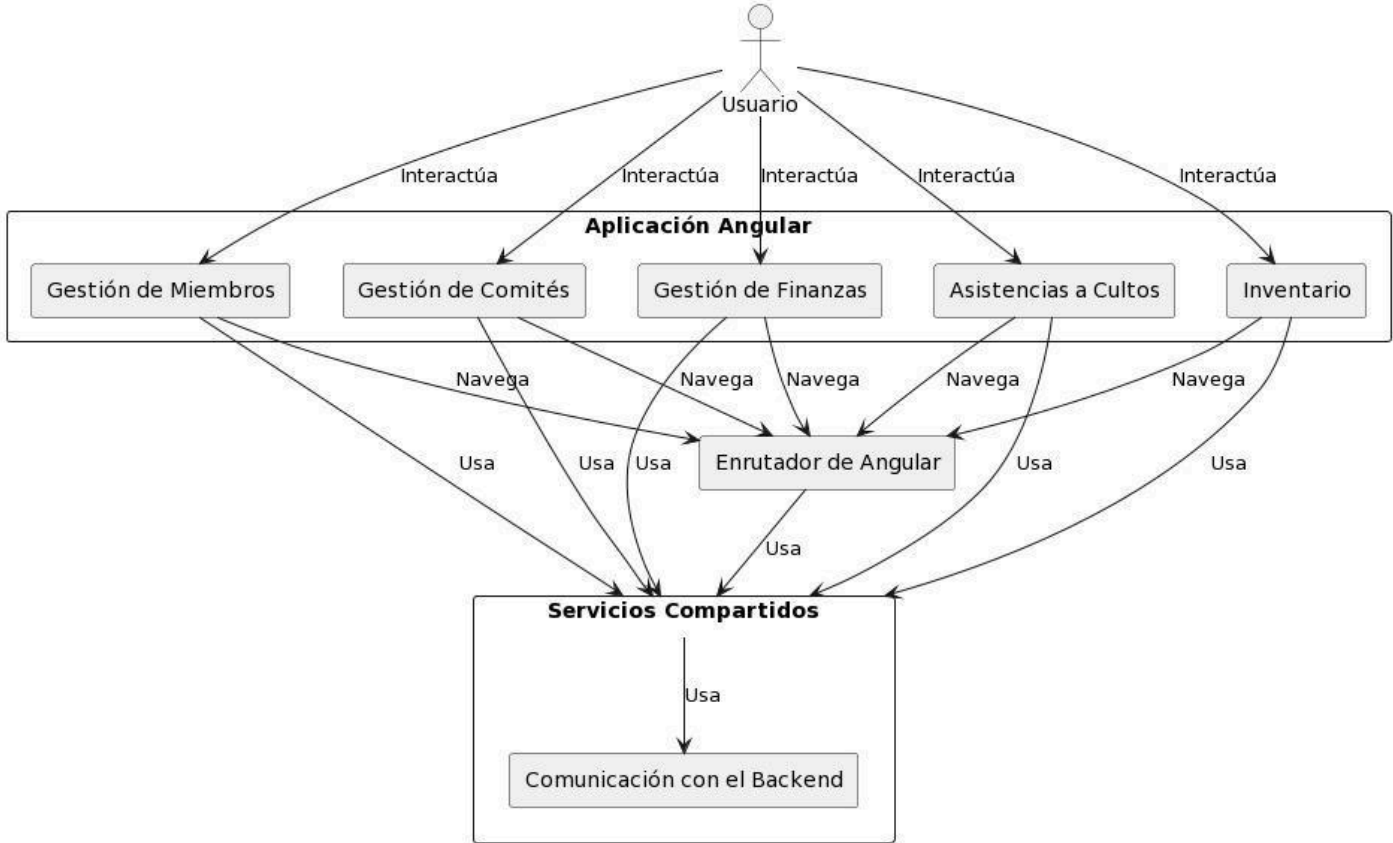 Usuario
Interactúa
Interactúa
Interactúa
Interactúa
Interactúa
Aplicación Angular
Gestión de Miembros
Gestión de Comités
Gestión de Finanzas
Asistencias a Cultos
Inventario
Navega
Navega
Navega
Navega
Navega
Usa
Usa
Usa
Enrutador de Angular
Usa
Usa
Usa
Servicios Compartidos
Usa
Comunicación con el Backend